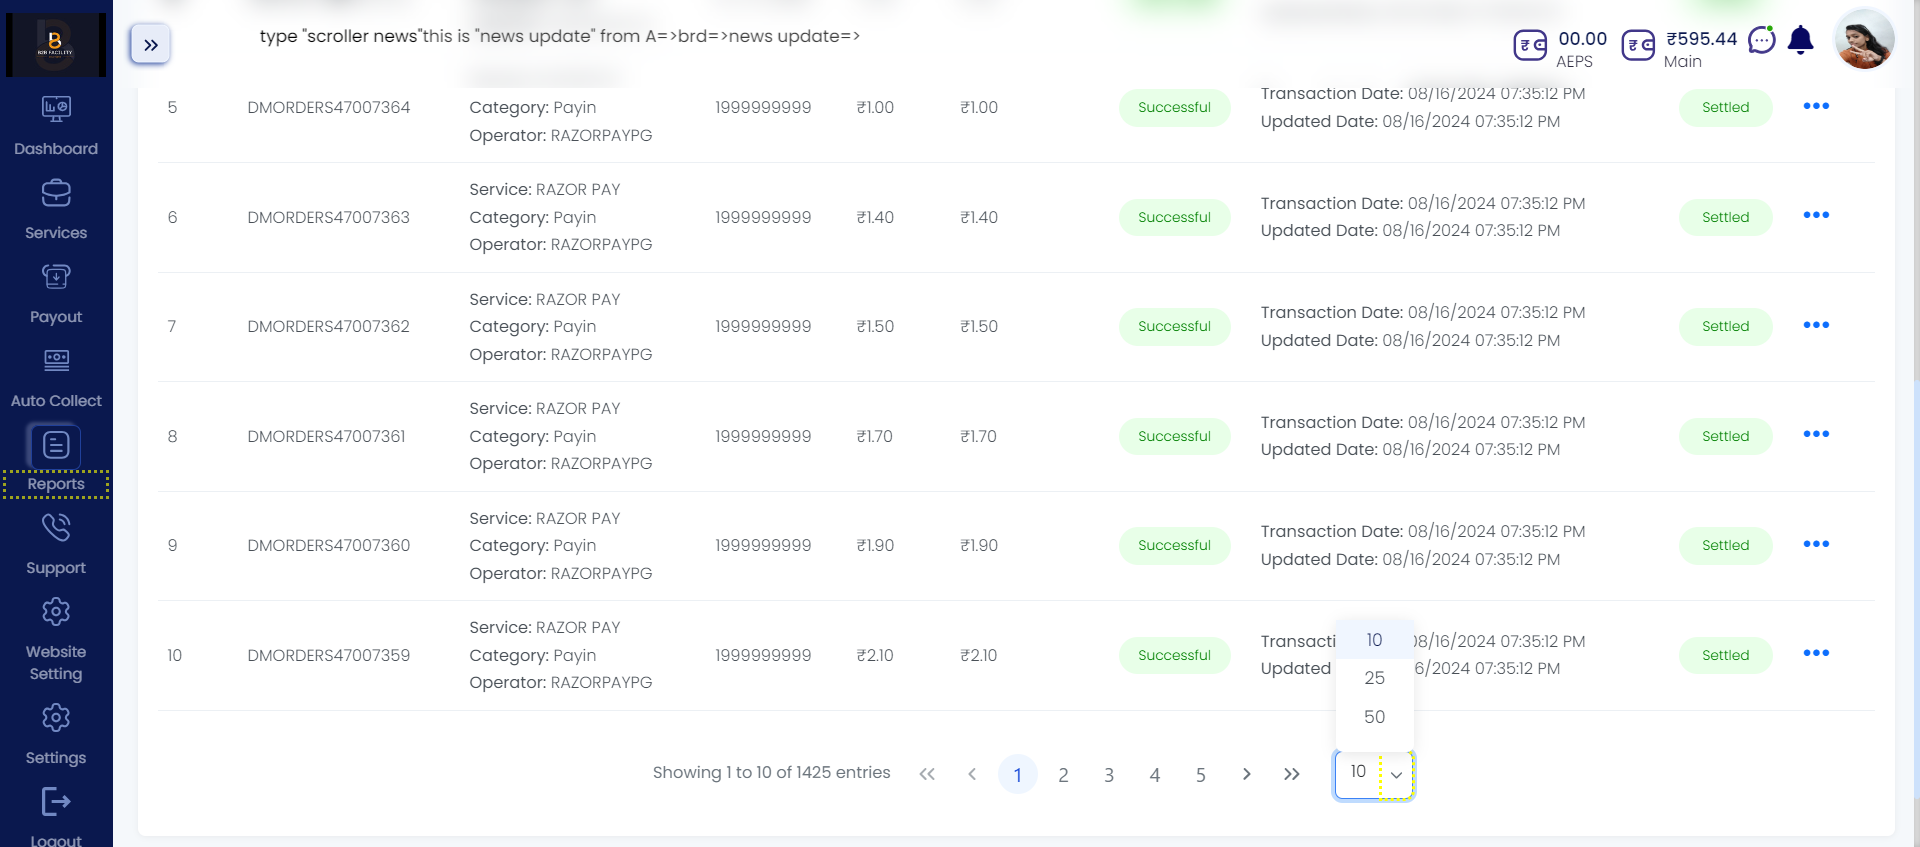 B2B FACILITY
type "scroller news"this is "news update" from A=>brd=>news update=>
00.00
AEPS
₹595.44
Main
Dashboard
Services
Payout
Auto Collect
Reports
Support
Website
Setting
Settings
Logout
5 DMORDERS47007364 Category: Payin 1999999999 ₹1.00 ₹1.00 Successful Transaction Date: 08/16/2024 07:35:12 PM Settled
Operator: RAZORPAYPG Updated Date: 08/16/2024 07:35:12 PM
Service: RAZOR PAY Transaction Date: 08/16/2024 07:35:12 PM
6 DMORDERS47007363 Category: Payin 1999999999 ₹1.40 ₹1.40 Successful Settled
Operator: RAZORPAYPG Updated Date: 08/16/2024 07:35:12 PM
Service: RAZOR PAY Transaction Date: 08/16/2024 07:35:12 PM
7 DMORDERS47007362 Category: Payin 1999999999 ₹1.50 ₹1.50 Successful Settled
Operator: RAZORPAYPG Updated Date: 08/16/2024 07:35:12 PM
Service: RAZOR PAY Transaction Date: 08/16/2024 07:35:12 PM
8 DMORDERS47007361 Category: Payin 1999999999 ₹1.70 ₹1.70 Successful Settled
Operator: RAZORPAYPG Updated Date: 08/16/2024 07:35:12 PM
Service: RAZOR PAY Transaction Date: 08/16/2024 07:35:12 PM
9 DMORDERS47007360 Category: Payin 1999999999 ₹1.90 ₹1.90 Successful Settled
Operator: RAZORPAYPG Updated Date: 08/16/2024 07:35:12 PM
Service: RAZOR PAY Transacti 08/16/2024 07:35:12 PM
10 DMORDERS47007359 Category: Payin 1999999999 ₹2.10 ₹2.10 Successful Settled
Operator: RAZORPAYPG Updated 6/2024 07:35:12 PM
10
25
50
Showing 1 to 10 of 1425 entries « ‹ 1 2 3 4 5 › » 10